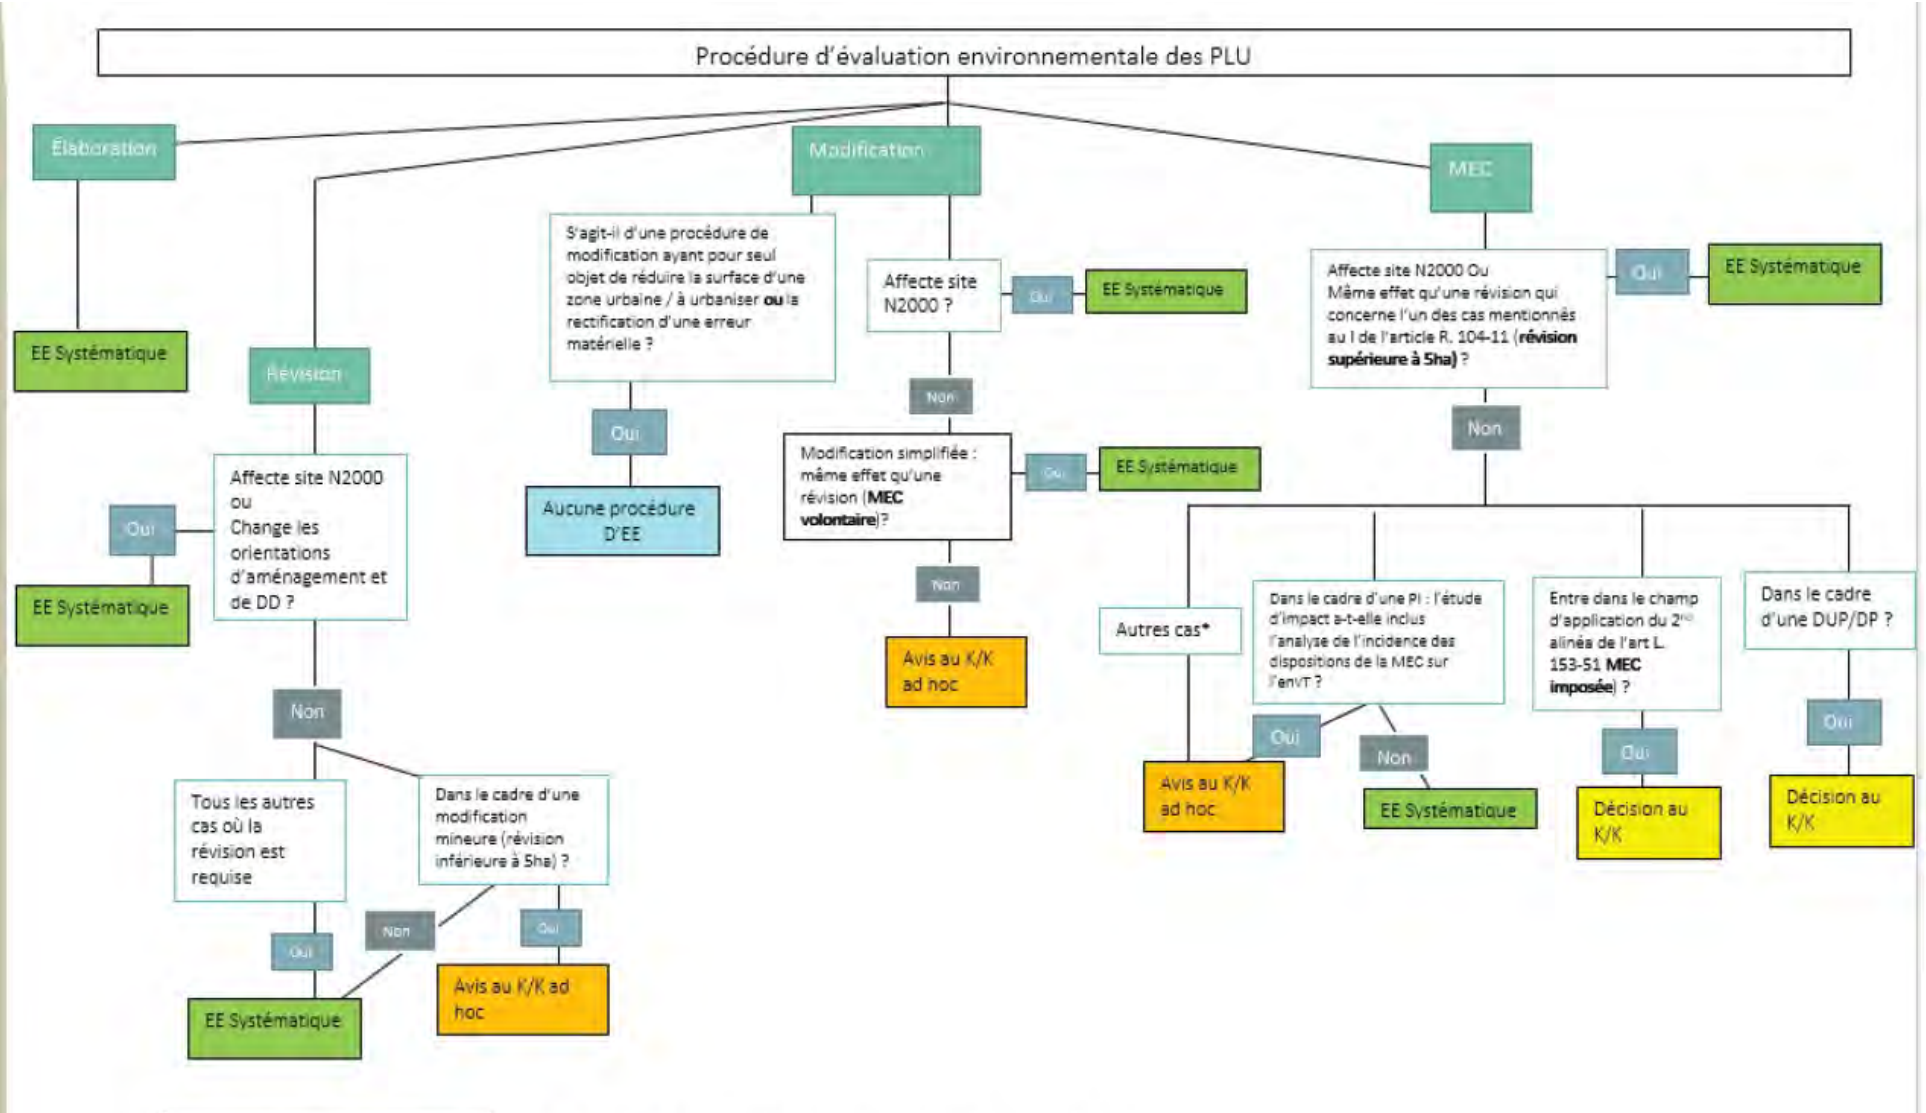 Procédure d'évaluation environnementale des PLU
Elaboration
EE Systématique
Révision
Affecte site N2000
ou
Change les
orientations
d'aménagement et
de DD ?
Oui
EE Systématique
Non
Tous les autres
cas où la
révision est
requise
Oui
EE Systématique
Dans le cadre d'une
modification
mineure (révision
inférieure à 5ha) ?
Non
Oui
Avis au K/K ad
hoc
Modification
S'agit-il d'une procédure de
modification ayant pour seul
objet de réduire la surface d'une
zone urbaine / à urbaniser ou la
rectification d'une erreur
matérielle ?
Oui
Aucune procédure
D'EE
Affecte site
N2000 ?
Oui
EE Systématique
Non
Modification simplifiée :
même effet qu'une
révision (MEC
volontaire)?
Oui
EE Systématique
Non
Avis au K/K
ad hoc
MEC
Affecte site N2000 Ou
Même effet qu'une révision qui
concerne l'un des cas mentionnés
au I de l'article R. 104-11 (révision
supérieure à 5ha) ?
Oui
EE Systématique
Non
Autres cas*
Avis au K/K
ad hoc
Dans le cadre d'une PI : l'étude
d'impact a-t-elle inclus
l'analyse de l'incidence des
dispositions de la MEC sur
l'enVT ?
Oui
Non
EE Systématique
Entre dans le champ
d'application du 2nd
alinéa de l'art L.
153-51 MEC
imposée) ?
Oui
Décision au
K/K
Dans le cadre
d'une DUP/DP ?
Oui
Décision au
K/K